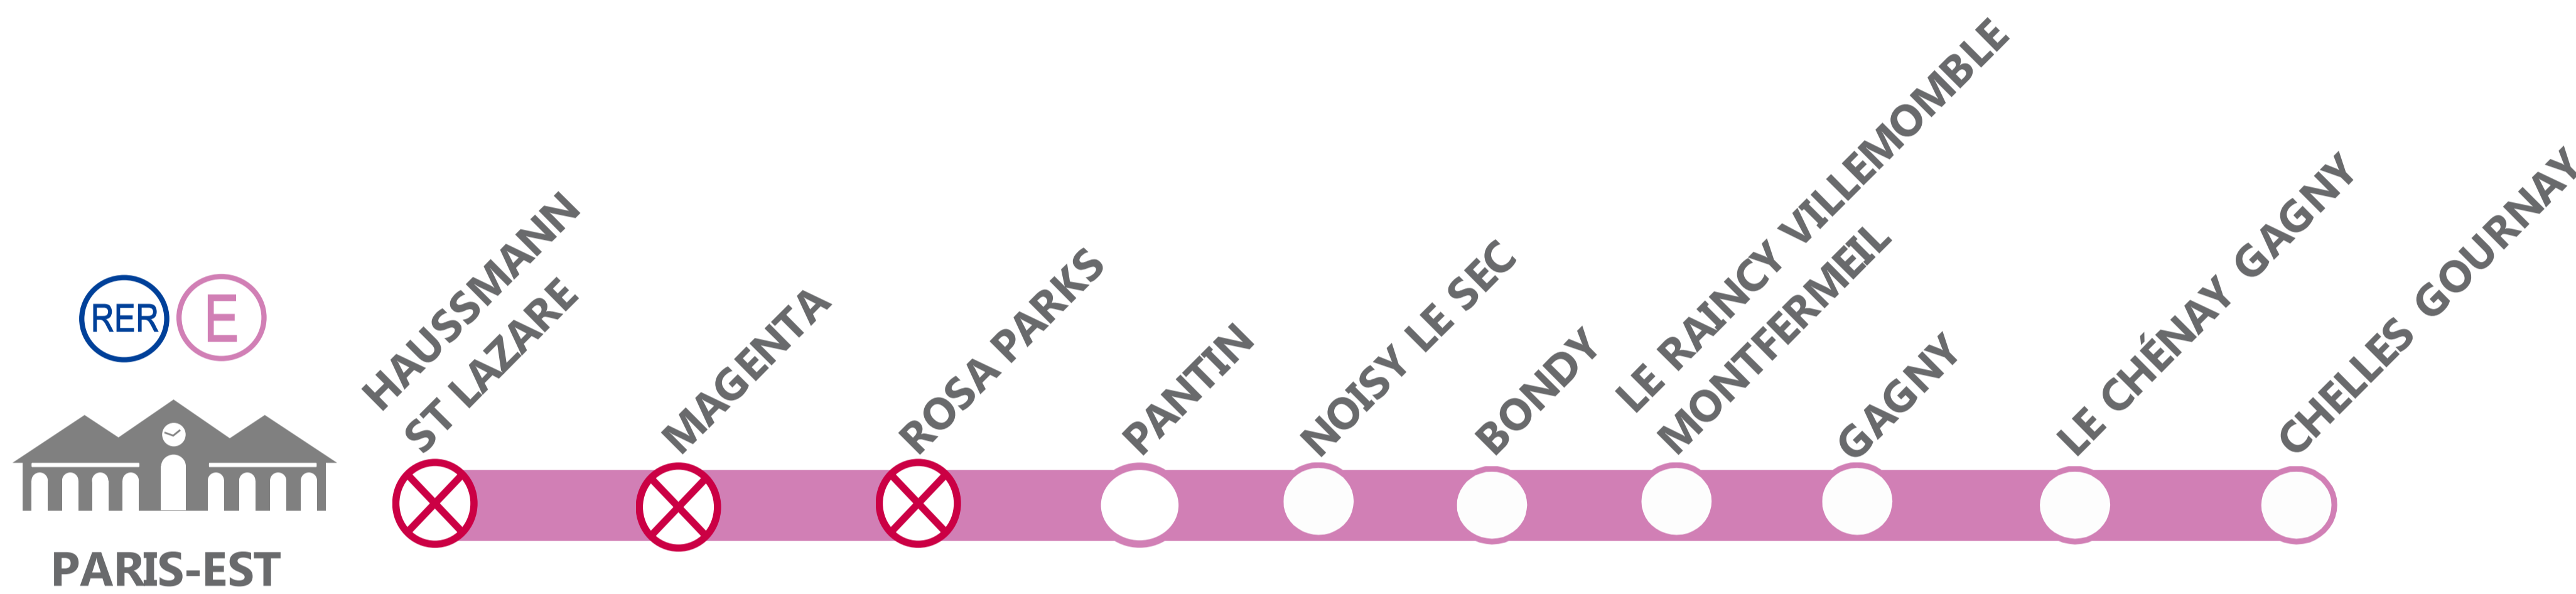 RER E
PARIS-EST
HAUSSMANN
ST LAZARE
MAGENTA
ROSA PARKS
PANTIN
NOISY LE SEC
BONDY
LE RAINCY VILLEMOMBLE
MONTFERMEIL
GAGNY
LE CHÉNAY GAGNY
CHELLES GOURNAY